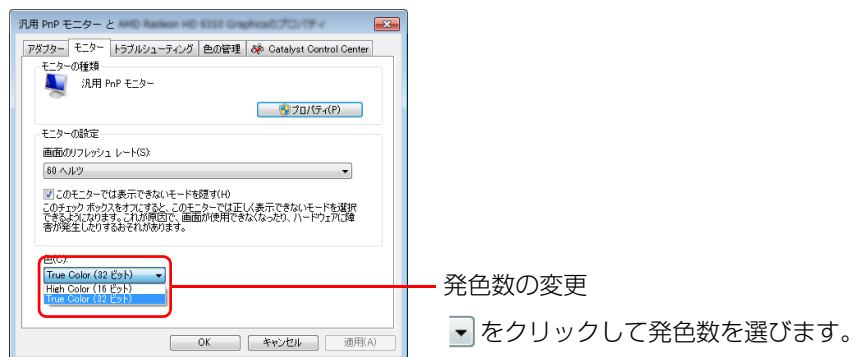 汎用 PnP モニター と AMD Radeon HD 6310 Graphicsのプロパティ
アダプター モニター トラブルシューティング 色の管理 Catalyst Control Center
モニターの種類
汎用 PnP モニター
プロパティ(P)
モニターの設定
画面のリフレッシュ レート(S):
60 ヘルツ
このモニターでは表示できないモードを隠す(H)
このチェック ボックスをオフにすると、このモニターでは正しく表示できないモードを選択
できるようになります。これが原因で、画面が使用できなくなったり、ハードウェアに障
害が発生したりするおそれがあります。
色(C):
True Color (32 ビット)
High Color (16 ビット)
True Color (32 ビット)
発色数の変更
をクリックして発色数を選びます。
OK キャンセル 適用(A)